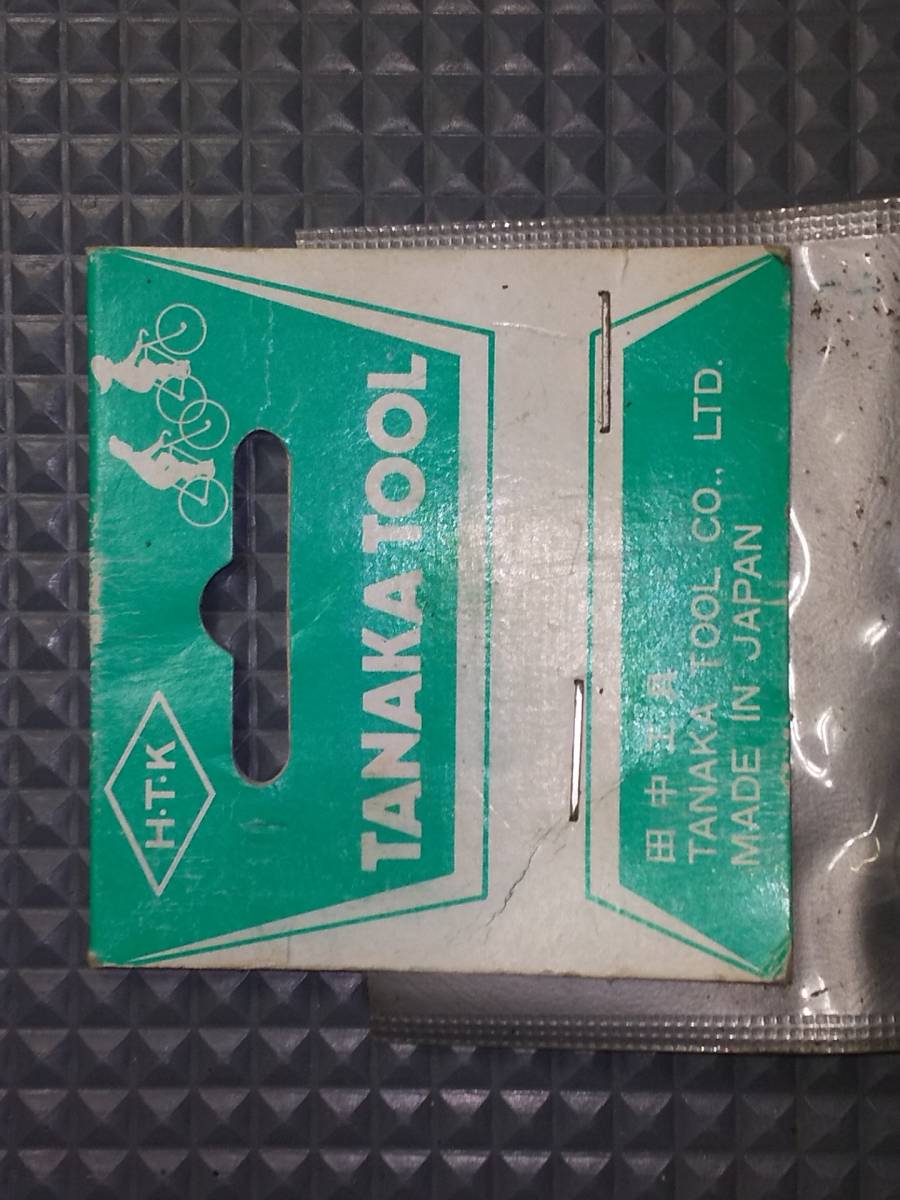 H·T·K
TANAKA TOOL
田中工具
TANAKA TOOL CO., LTD.
MADE IN JAPAN